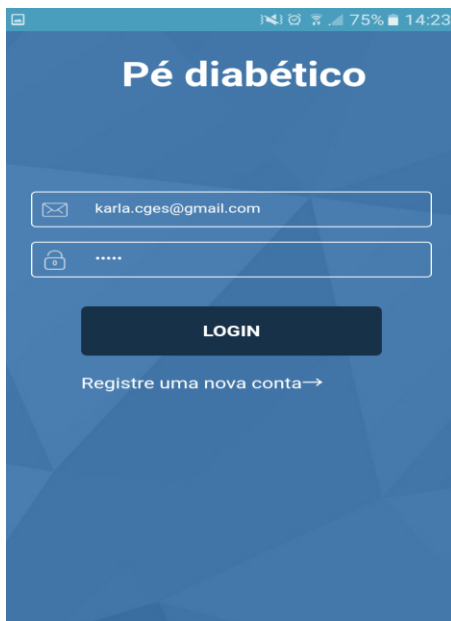 75% 14:23
Pé diabético
karla.cges@gmail.com
•••••
LOGIN
Registre uma nova conta→